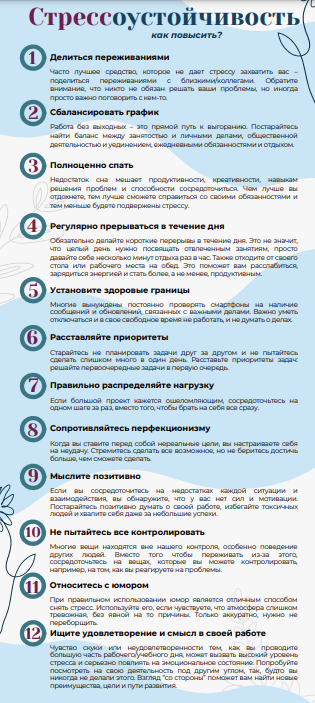 Стрессоустойчивость
как повысить?
1
Делиться переживаниями
Часто лучшее средство, которое не дает стрессу захватить вас –
поделиться переживаниями с близкими/коллегами. Обратите
внимание, что никто не обязан решать ваши проблемы, но иногда
просто важно поговорить с кем-то.
2
Сбалансировать график
Работа без выходных – это прямой путь к выгоранию. Постарайтесь
найти баланс между занятостью и личными делами, общественной
деятельностью и уединением, ежедневными обязанностями и отдыхом.
3
Полноценно спать
Недостаток сна мешает продуктивности, креативности, навыкам
решения проблем и способности сосредоточиться. Чем лучше вы
отдохнете, тем лучше сможете справиться со своими обязанностями и
тем меньше будете подвержены стрессу.
4
Регулярно прерываться в течение дня
Обязательно делайте короткие перерывы в течение дня. Это не значит,
что целый день нужно посвящать отвлеченным занятиям, просто
давайте себе несколько минут отдыха раз в час. Также отходите от своего
стола или рабочего места на обед. Это поможет вам расслабиться,
зарядиться энергией и стать более, а не менее, продуктивным.
5
Установите здоровые границы
Многие вынуждены постоянно проверять смартфоны на наличие
сообщений и обновлений, связанных с важными делами. Важно уметь
отключаться и в свое свободное время не работать, и не думать о делах.
6
Расставляйте приоритеты
Старайтесь не планировать задачи друг за другом и не пытайтесь
сделать слишком много в один день. Расставьте приоритеты задач:
решайте первоочередные задачи в первую очередь.
7
Правильно распределяйте нагрузку
Если большой проект кажется ошеломляющим, сосредоточьтесь на
одном шаге за раз, вместо того, чтобы брать на себя все сразу.
8
Сопротивляйтесь перфекционизму
Когда вы ставите перед собой нереальные цели, вы настраиваете себя
на неудачу. Стремитесь сделать все возможное, но не беритесь достичь
больше, чем сможете сделать.
9
Мыслите позитивно
Если вы сосредоточитесь на недостатках каждой ситуации и
взаимодействия, вы обнаружите, что у вас нет сил и мотивации.
Постарайтесь позитивно думать о своей работе, избегайте токсичных
людей и хвалите себя даже за небольшие успехи.
10
Не пытайтесь все контролировать
Многие вещи находятся вне нашего контроля, особенно поведение
других людей. Вместо того чтобы переживать из-за этого,
сосредоточьтесь на вещах, которые вы можете контролировать,
например, на том, как вы реагируете на проблемы.
11
Относитесь с юмором
При правильном использовании юмор является отличным способом
снять стресс. Используйте его, если чувствуете, что атмосфера слишком
тревожная, без явной на то причины. Только аккуратно, нужно не
переборщить.
12
Ищите удовлетворение и смысл в своей работе
Чувство скуки или неудовлетворенности тем, как вы проводите
большую часть рабочего/учебного дня, может вызвать высокий уровень
стресса и серьезно повлиять на эмоциональное состояние. Попробуйте
посмотреть на свою деятельность под другим углом, так, будто вы
никогда не делали этого. Взгляд "со стороны" поможет вам найти новые
преимущества, цели и пути развития.